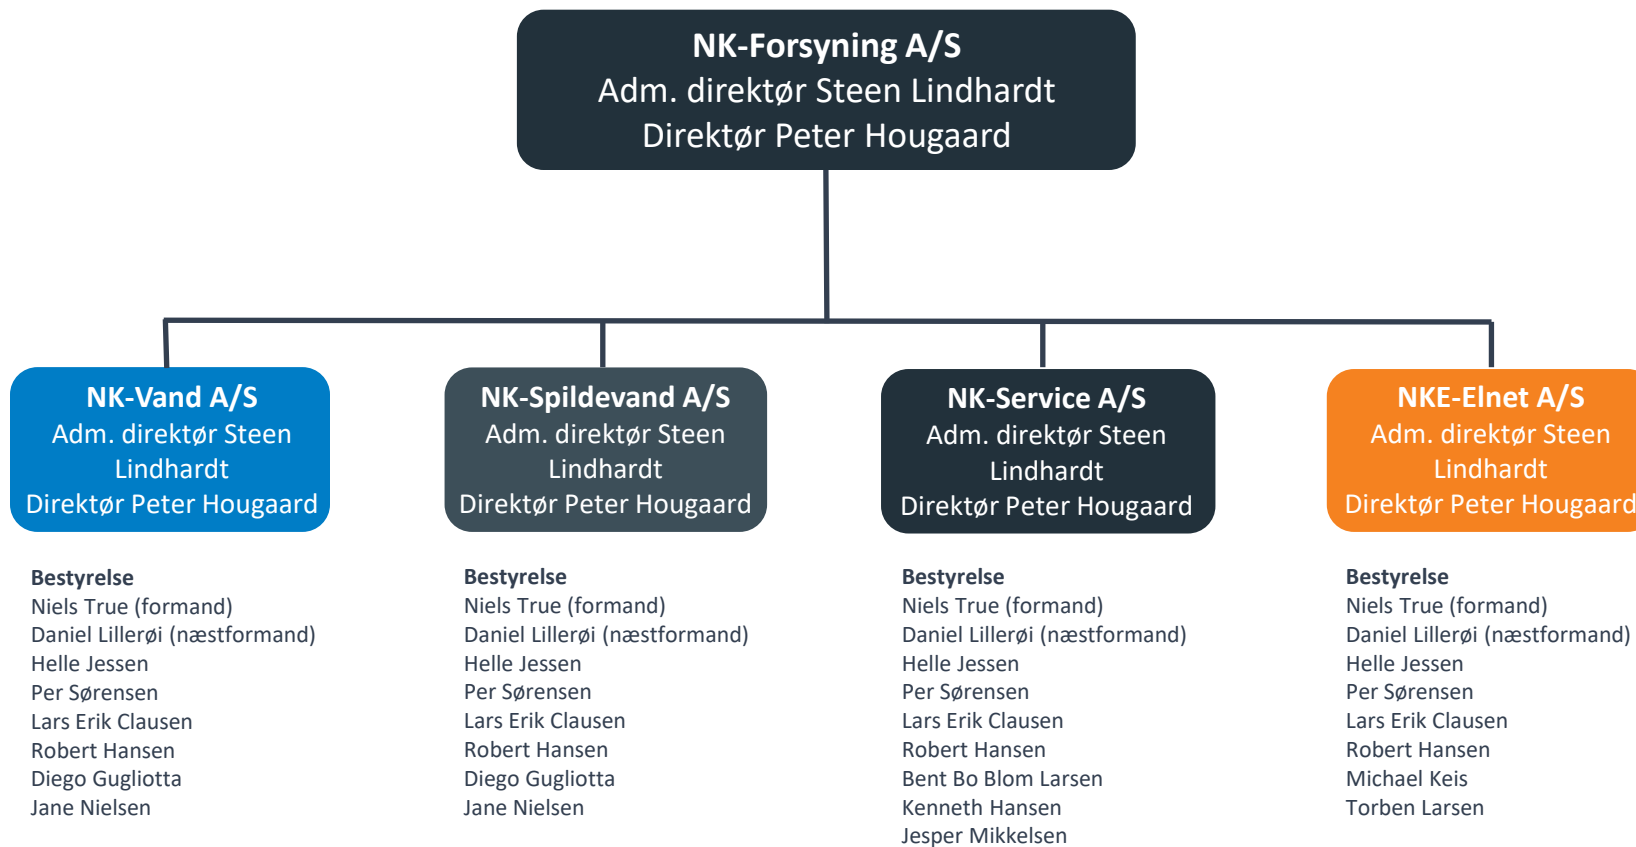 NK-Forsyning A/S
Adm. direktør Steen Lindhardt
Direktør Peter Hougaard
NK-Vand A/S
Adm. direktør Steen
Lindhardt
Direktør Peter Hougaard
Bestyrelse
Niels True (formand)
Daniel Lillerøi (næstformand)
Helle Jessen
Per Sørensen
Lars Erik Clausen
Robert Hansen
Diego Gugliotta
Jane Nielsen
NK-Spildevand A/S
Adm. direktør Steen
Lindhardt
Direktør Peter Hougaard
Bestyrelse
Niels True (formand)
Daniel Lillerøi (næstformand)
Helle Jessen
Per Sørensen
Lars Erik Clausen
Robert Hansen
Diego Gugliotta
Jane Nielsen
NK-Service A/S
Adm. direktør Steen
Lindhardt
Direktør Peter Hougaard
Bestyrelse
Niels True (formand)
Daniel Lillerøi (næstformand)
Helle Jessen
Per Sørensen
Lars Erik Clausen
Robert Hansen
Bent Bo Blom Larsen
Kenneth Hansen
Jesper Mikkelsen
NKE-Elnet A/S
Adm. direktør Steen
Lindhardt
Direktør Peter Hougaard
Bestyrelse
Niels True (formand)
Daniel Lillerøi (næstformand)
Helle Jessen
Per Sørensen
Lars Erik Clausen
Robert Hansen
Michael Keis
Torben Larsen